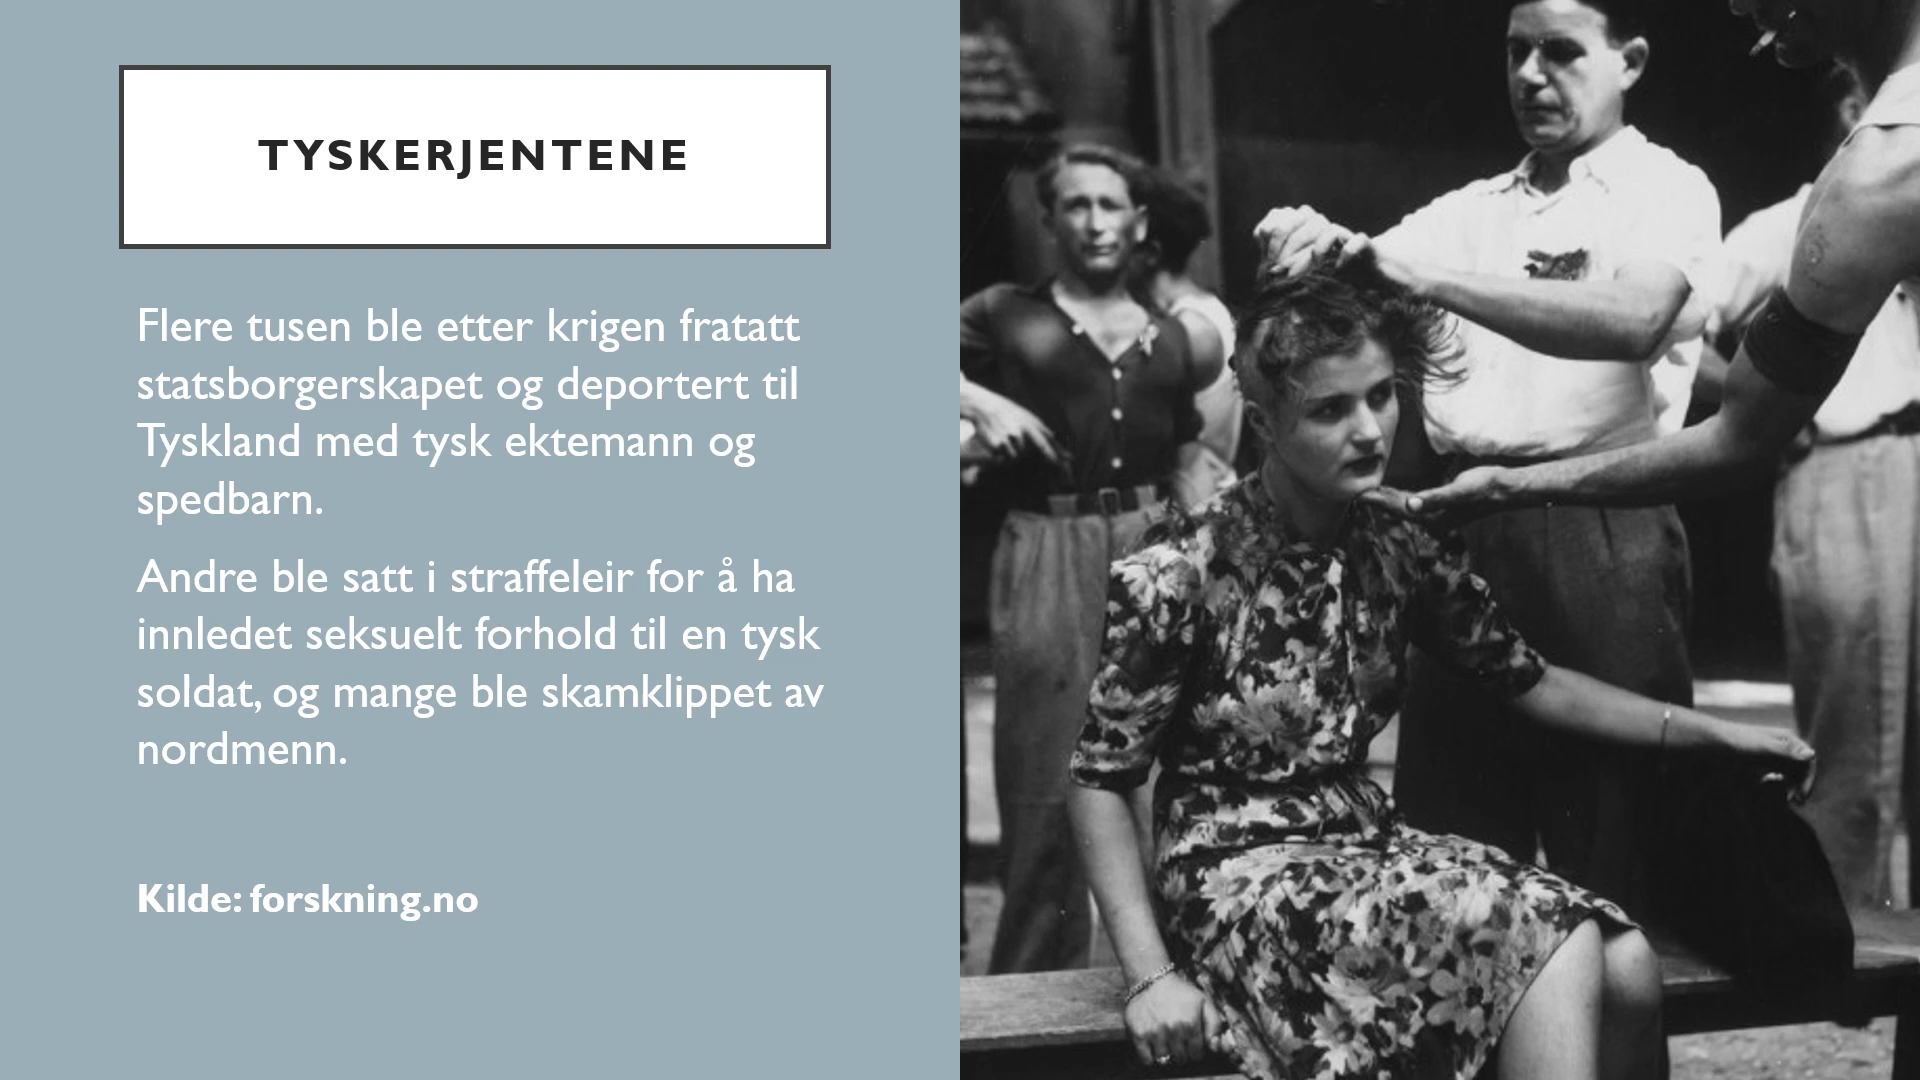 TYSKERJENTENE
Flere tusen ble etter krigen fratatt
statsborgerskapet og deportert til
Tyskland med tysk ektemann og
spedbarn.
Andre ble satt i straffeleir for å ha
innledet seksuelt forhold til en tysk
soldat, og mange ble skamklippet av
nordmenn.
Kilde: forskning.no